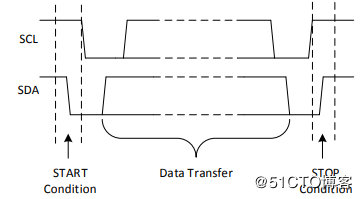 SCL
SDA
START
Condition
Data Transfer
STOP
Condition
@51CTO博客